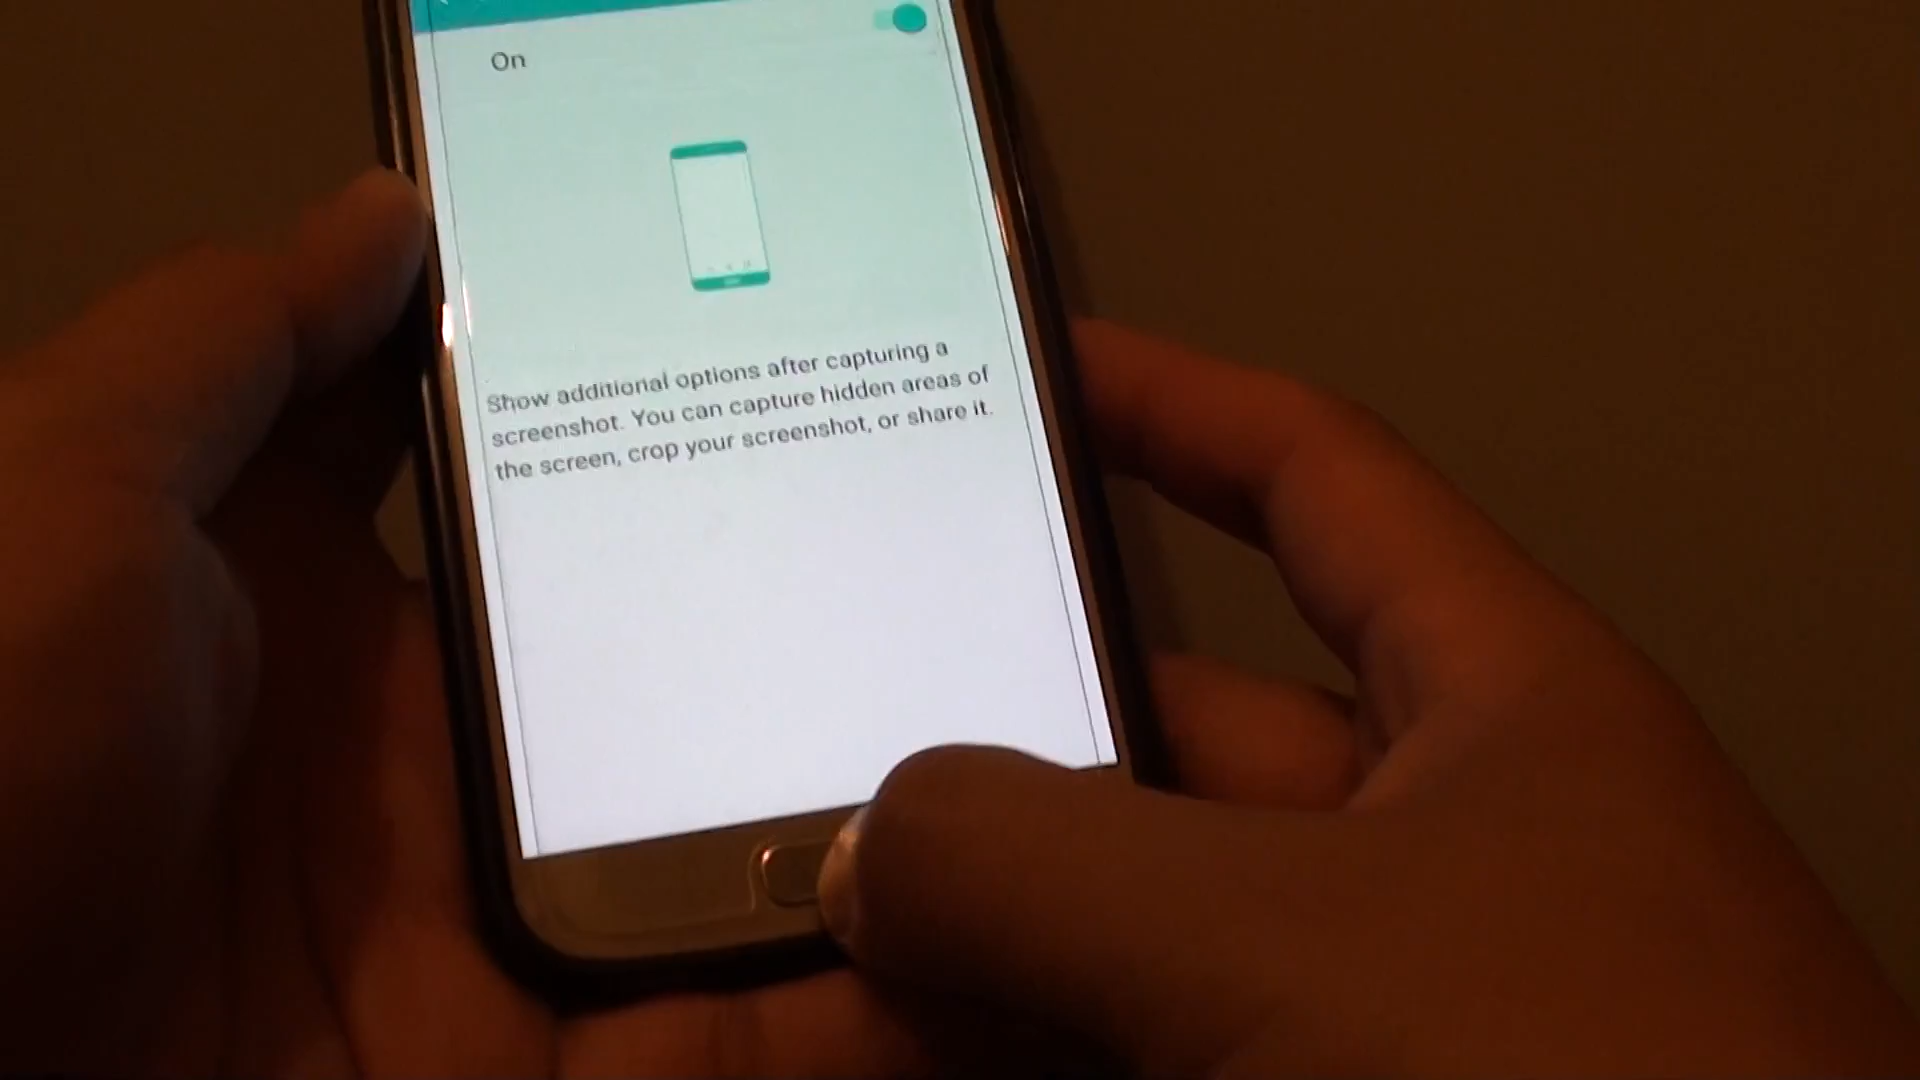 On
Show additional options after capturing a
screenshot. You can capture hidden areas of
the screen, crop your screenshot, or share it.